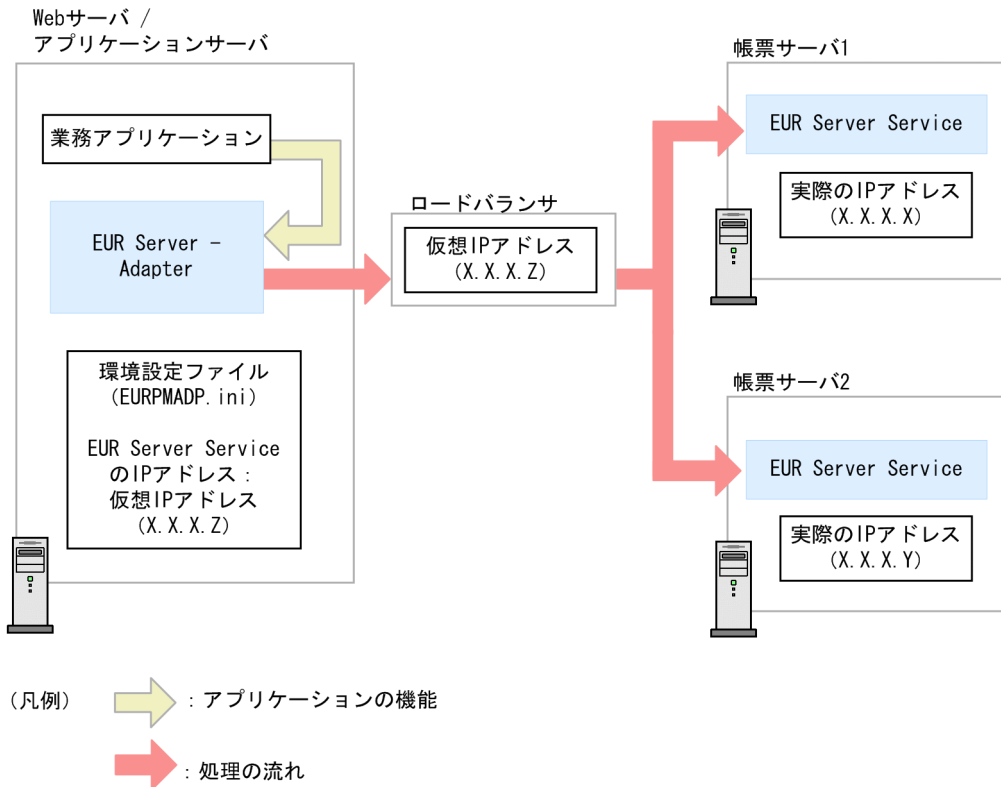 Webサーバ /
アプリケーションサーバ
業務アプリケーション
EUR Server -
Adapter
環境設定ファイル
(EURPMADP.ini)
EUR Server Service
のIPアドレス:
仮想IPアドレス
(X.X.X.Z)
ロードバランサ
仮想IPアドレス
(X.X.X.Z)
帳票サーバ1
EUR Server Service
実際のIPアドレス
(X.X.X.X)
帳票サーバ2
EUR Server Service
実際のIPアドレス
(X.X.X.Y)
(凡例)
:アプリケーションの機能
:処理の流れ